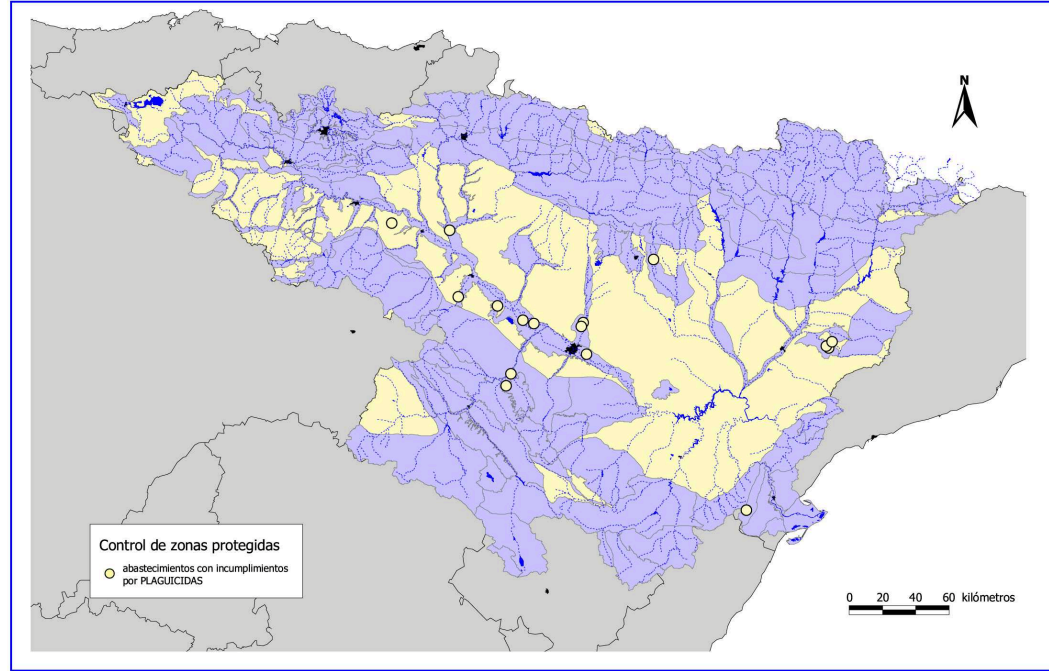 N
Control de zonas protegidas
abastecimientos con incumplimientos
por PLAGUICIDAS
0 20 40 60 kilómetros